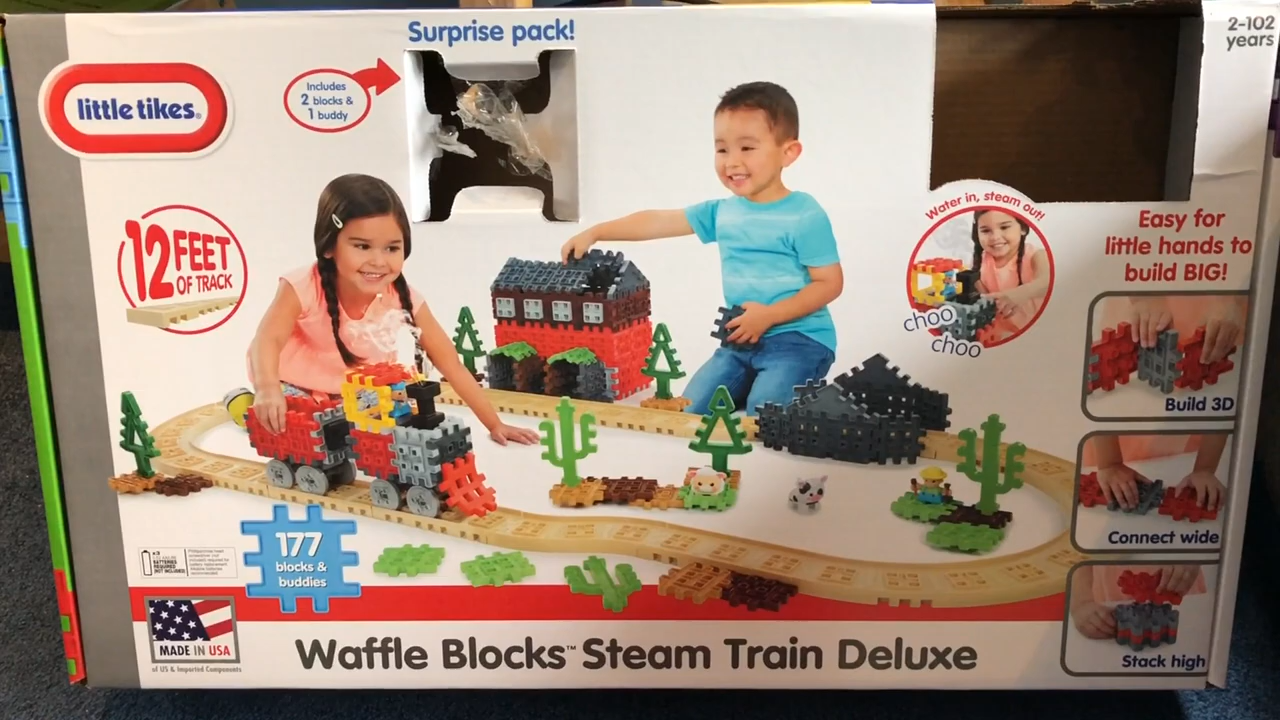 Surprise pack!
2-102
years
little tikes®
Includes
2 blocks &
1 buddy
Water in, steam out!
12 FEET
OF TRACK
Easy for
little hands to
build BIG!
choo
choo
Build 3D
Connect wide
177
blocks &
buddies
BATTERIES
REQUIRED
Stack high
MADE IN USA
of US & Imported Components
Waffle Blocks™ Steam Train Deluxe